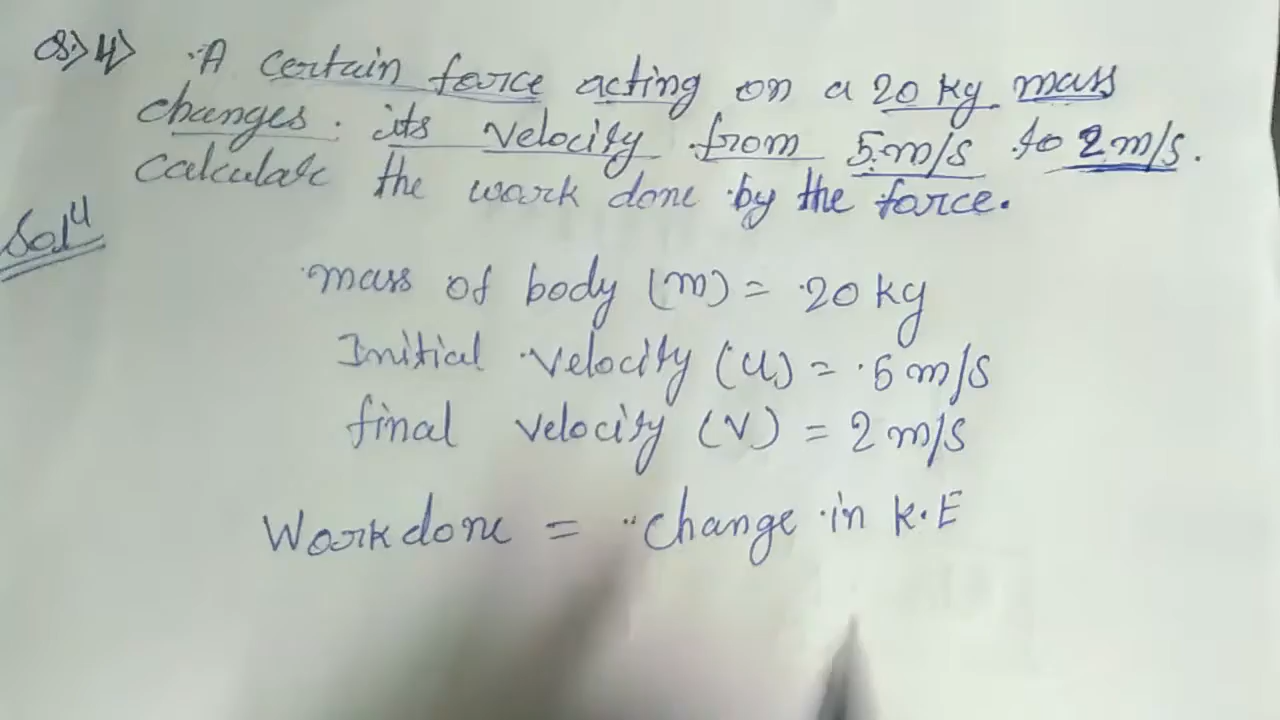 Q.>4> A certain force acting on a 20 kg mass
changes its velocity from 5 m/s to 2 m/s.
calculate the work done by the force.
Sol4
mass of body (m) = 20 kg
Initial velocity (u) = 5 m/s
final velocity (v) = 2 m/s
Work done = change in K.E